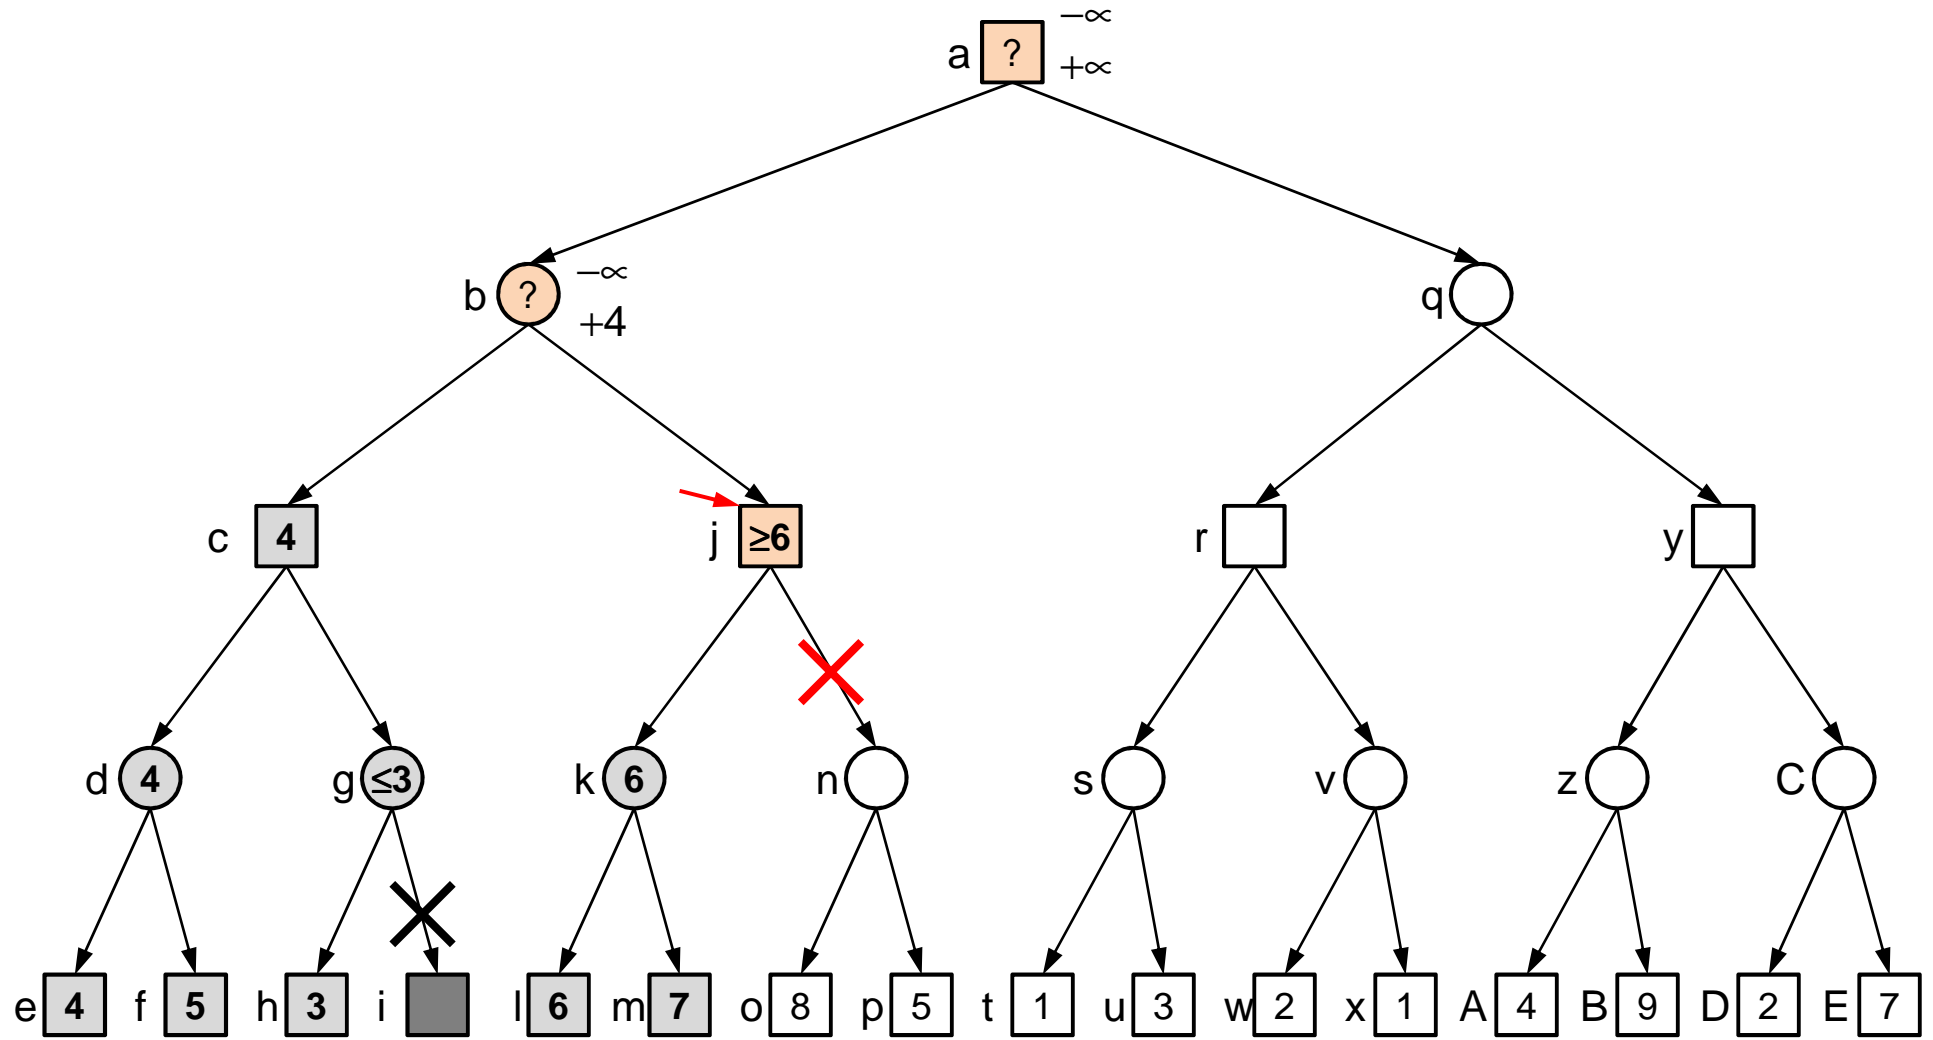 −∝
a ?
+∝
b ? −∝
+4
q
c 4
j ≥6
r
y
d 4
g ≤3
k 6
n
s
v
z
C
e 4
f 5
h 3
i
l 6
m 7
o 8
p 5
t 1
u 3
w 2
x 1
A 4
B 9
D 2
E 7